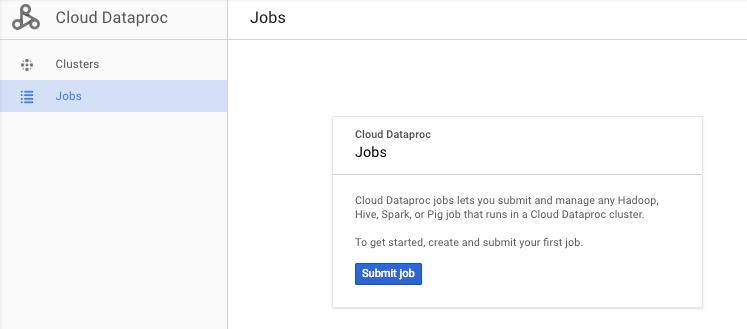 Cloud Dataproc
Jobs
Clusters
Jobs
Cloud Dataproc
Jobs
Cloud Dataproc jobs lets you submit and manage any Hadoop,
Hive, Spark, or Pig job that runs in a Cloud Dataproc cluster.
To get started, create and submit your first job.
Submit job